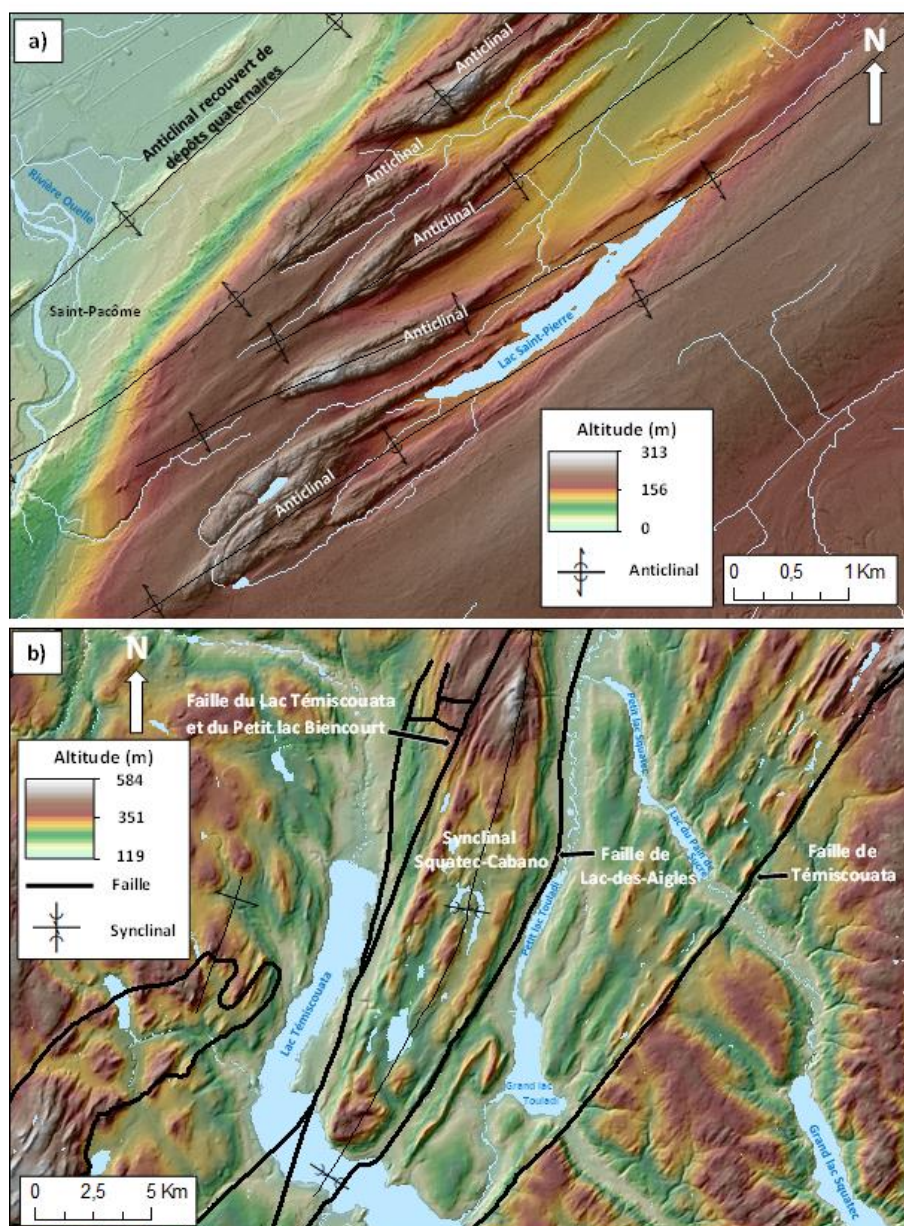 a)
N
Anticlinal recouvert de
dépôts quaternaires
Anticlinal
Anticlinal
Anticlinal
Anticlinal
Anticlinal
Rivière Ouelle
Saint-Pacôme
Lac Saint-Pierre
Altitude (m)
313
156
0
Anticlinal
0 0,5 1 Km
b)
N
Altitude (m)
584
351
119
Faille
Synclinal
Faille du Lac Témiscouata
et du Petit lac Biencourt
Synclinal
Squatec-Cabano
Faille de
Lac-des-Aigles
Faille de
Témiscouata
Petit lac Squatec
Lac du Pain de
Sucre
Petit lac Touladi
Lac Témiscouata
Grand lac
Touladi
Grand lac Squatec
0 2,5 5 Km